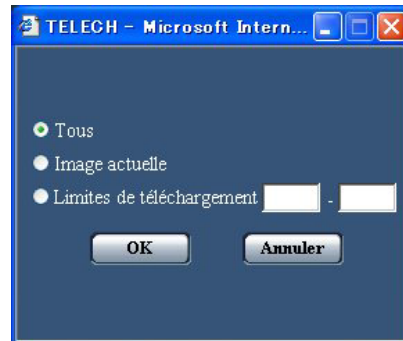 TELECH - Microsoft Intern...
Tous
Image actuelle
Limites de téléchargement -
OK Annuler